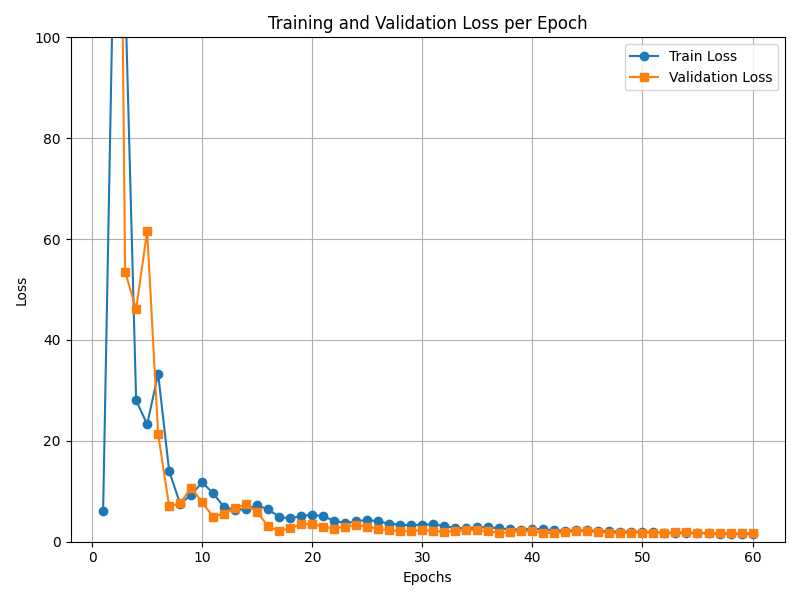 Training and Validation Loss per Epoch
Train Loss
Validation Loss
100
80
60
40
20
0
Loss
0 10 20 30 40 50 60
Epochs